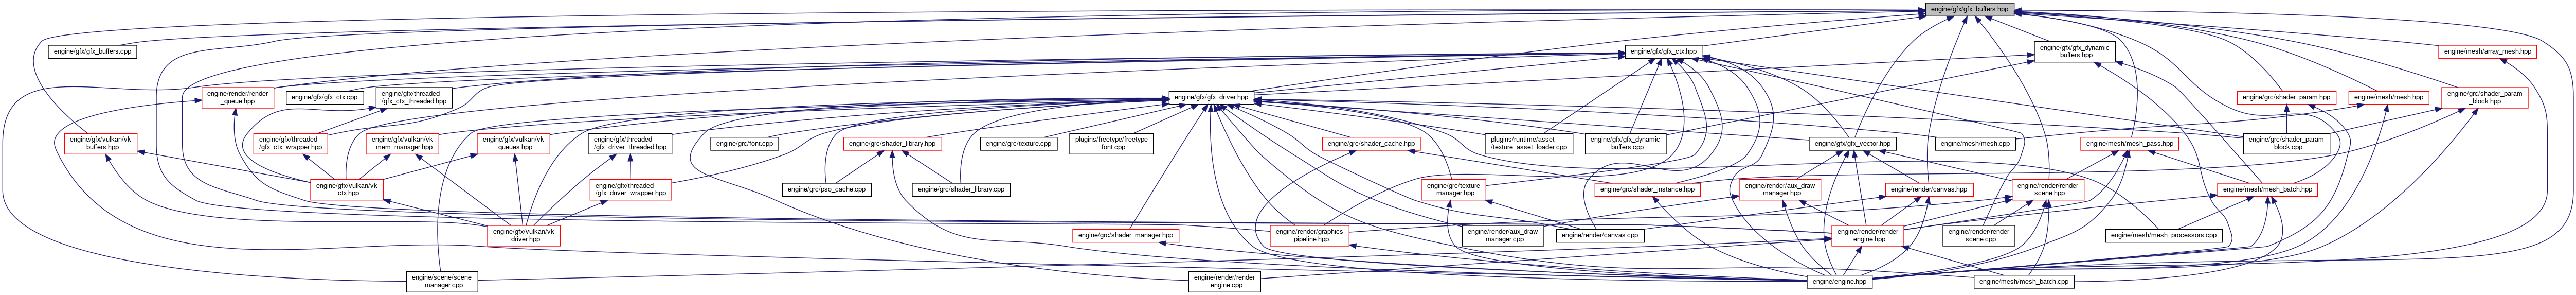 engine/gfx/gfx_buffers.hpp
engine/gfx/gfx_buffers.cpp
engine/gfx/gfx_ctx.hpp
engine/gfx/gfx_dynamic
_buffers.hpp
engine/mesh/array_mesh.hpp
engine/render/render
_queue.hpp
engine/gfx/gfx_ctx.cpp
engine/gfx/threaded
/gfx_ctx_threaded.hpp
engine/gfx/gfx_driver.hpp
engine/grc/shader_param.hpp
engine/mesh/mesh.hpp
engine/grc/shader_param
_block.hpp
engine/gfx/vulkan/vk
_buffers.hpp
engine/gfx/threaded
/gfx_ctx_wrapper.hpp
engine/gfx/vulkan/vk
_mem_manager.hpp
engine/gfx/vulkan/vk
_queues.hpp
engine/gfx/threaded
/gfx_driver_threaded.hpp
engine/grc/font.cpp
engine/grc/shader_library.hpp
engine/grc/texture.cpp
plugins/freetype/freetype
_font.cpp
engine/grc/shader_cache.hpp
plugins/runtime/asset
/texture_asset_loader.cpp
engine/gfx/gfx_dynamic
_buffers.cpp
engine/gfx/gfx_vector.hpp
engine/mesh/mesh.cpp
engine/mesh/mesh_pass.hpp
engine/grc/shader_param
_block.cpp
engine/gfx/vulkan/vk
_ctx.hpp
engine/gfx/threaded
/gfx_driver_wrapper.hpp
engine/grc/pso_cache.cpp
engine/grc/shader_library.cpp
engine/grc/texture
_manager.hpp
engine/grc/shader_instance.hpp
engine/render/aux_draw
_manager.hpp
engine/render/canvas.hpp
engine/render/render
_scene.hpp
engine/mesh/mesh_batch.hpp
engine/gfx/vulkan/vk
_driver.hpp
engine/grc/shader_manager.hpp
engine/render/graphics
_pipeline.hpp
engine/render/aux_draw
_manager.cpp
engine/render/canvas.cpp
engine/render/render
_engine.hpp
engine/render/render
_scene.cpp
engine/mesh/mesh_processors.cpp
engine/scene/scene
_manager.cpp
engine/render/render
_engine.cpp
engine/engine.hpp
engine/mesh/mesh_batch.cpp